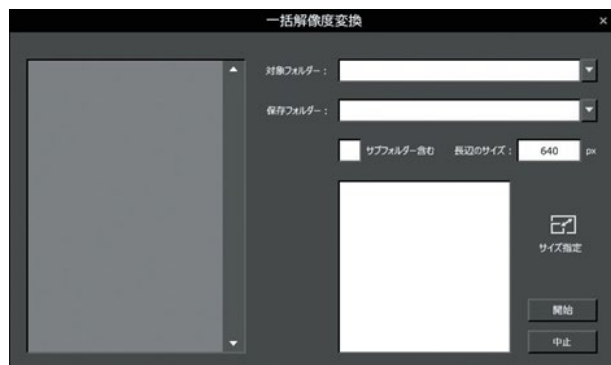 一括解像度変換
×
対象フォルダー：
保存フォルダー：
サブフォルダー含む 長辺のサイズ： 640 px
サイズ指定
開始
中止